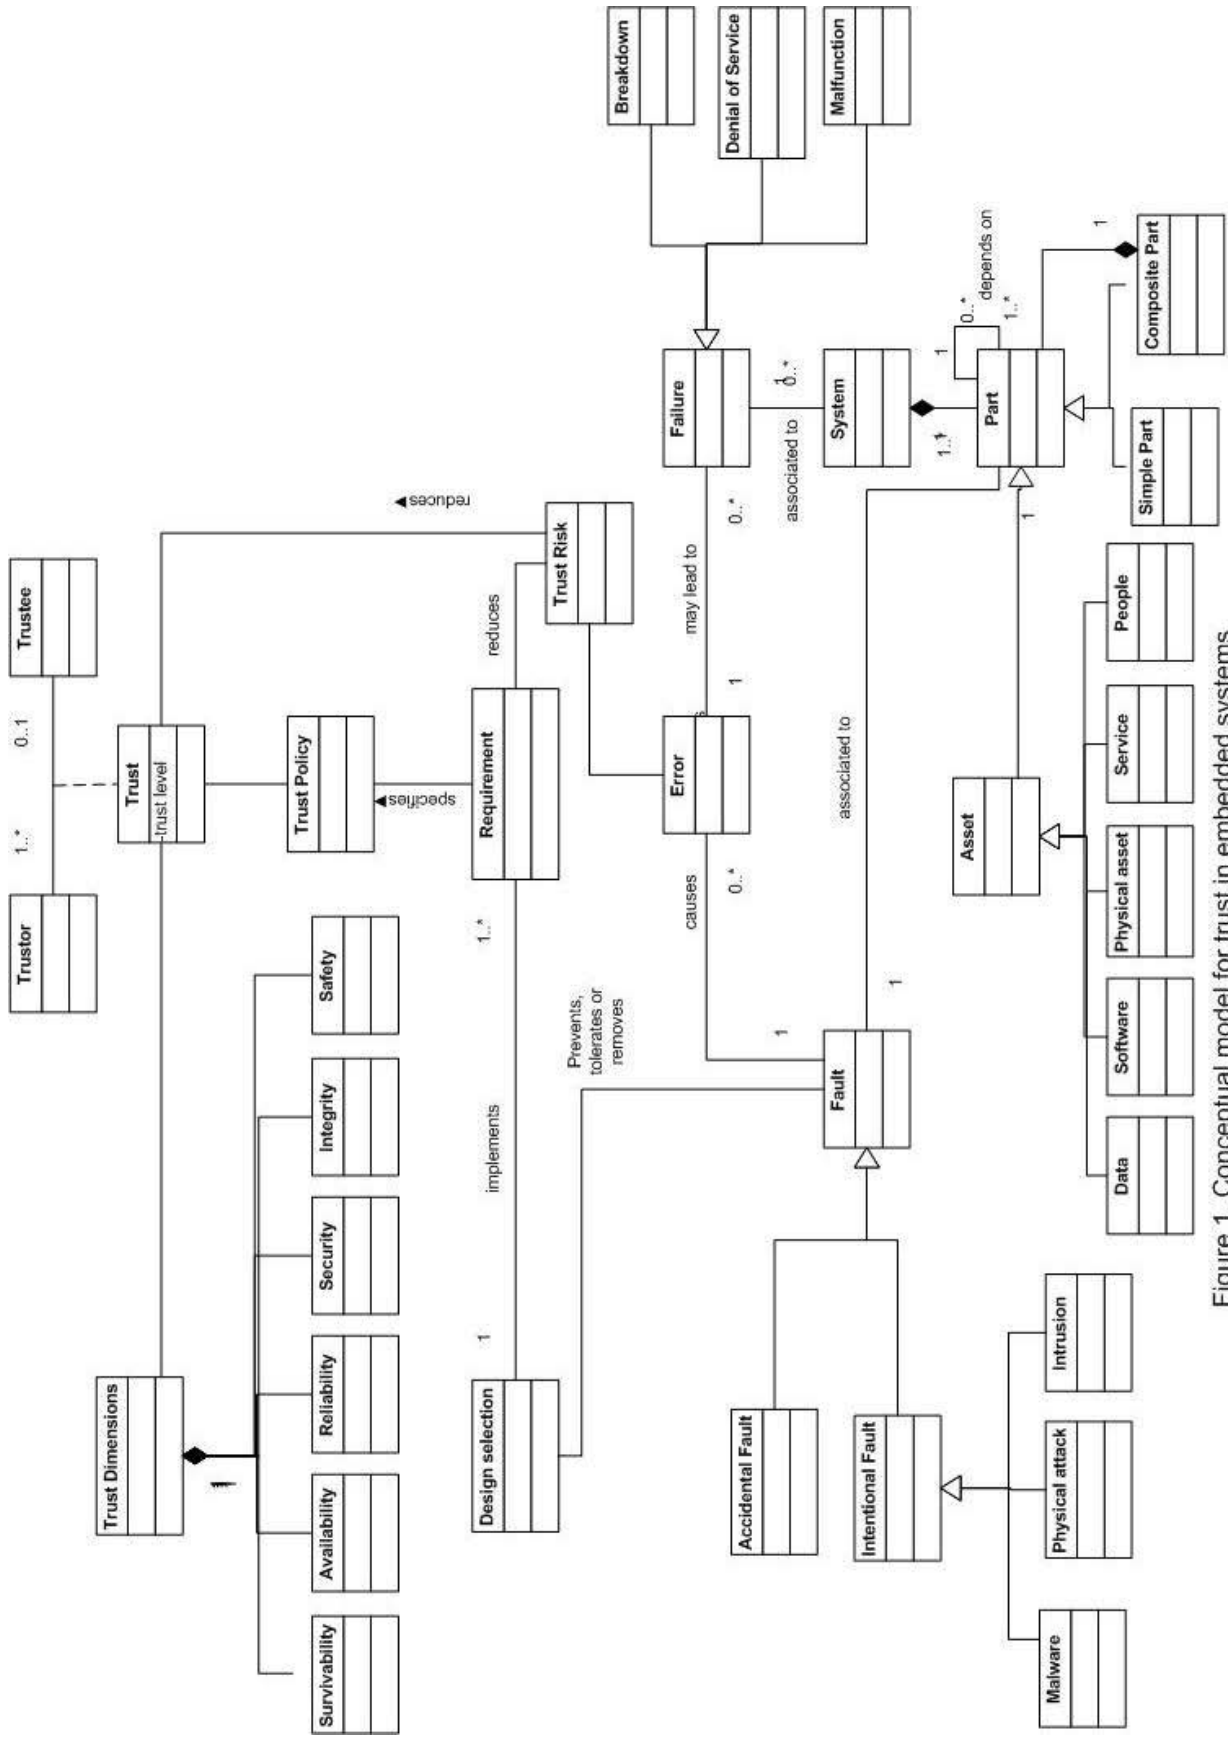 Trustor
1..*
0..1
Trustee
Trust Dimensions
Trust
-trust level
1
reduces
Survivability
Availability
Reliability
Security
Integrity
Safety
Trust Policy
specifies
Design selection
1
implements
1..*
Requirement
reduces
Trust Risk
Prevents,
tolerates or
removes
causes
0..*
Error
1
may lead to
0..*
Failure
Breakdown
Denial of Service
Malfunction
Accidental Fault
Intentional Fault
Fault
1
1
associated to
associated to
1
0..*
System
1..*
Asset
1
Part
1
0..*
depends on
1..*
1
Malware
Physical attack
Intrusion
Data
Software
Physical asset
Service
People
Simple Part
Composite Part
Figure 1. Conceptual model for trust in embedded systems